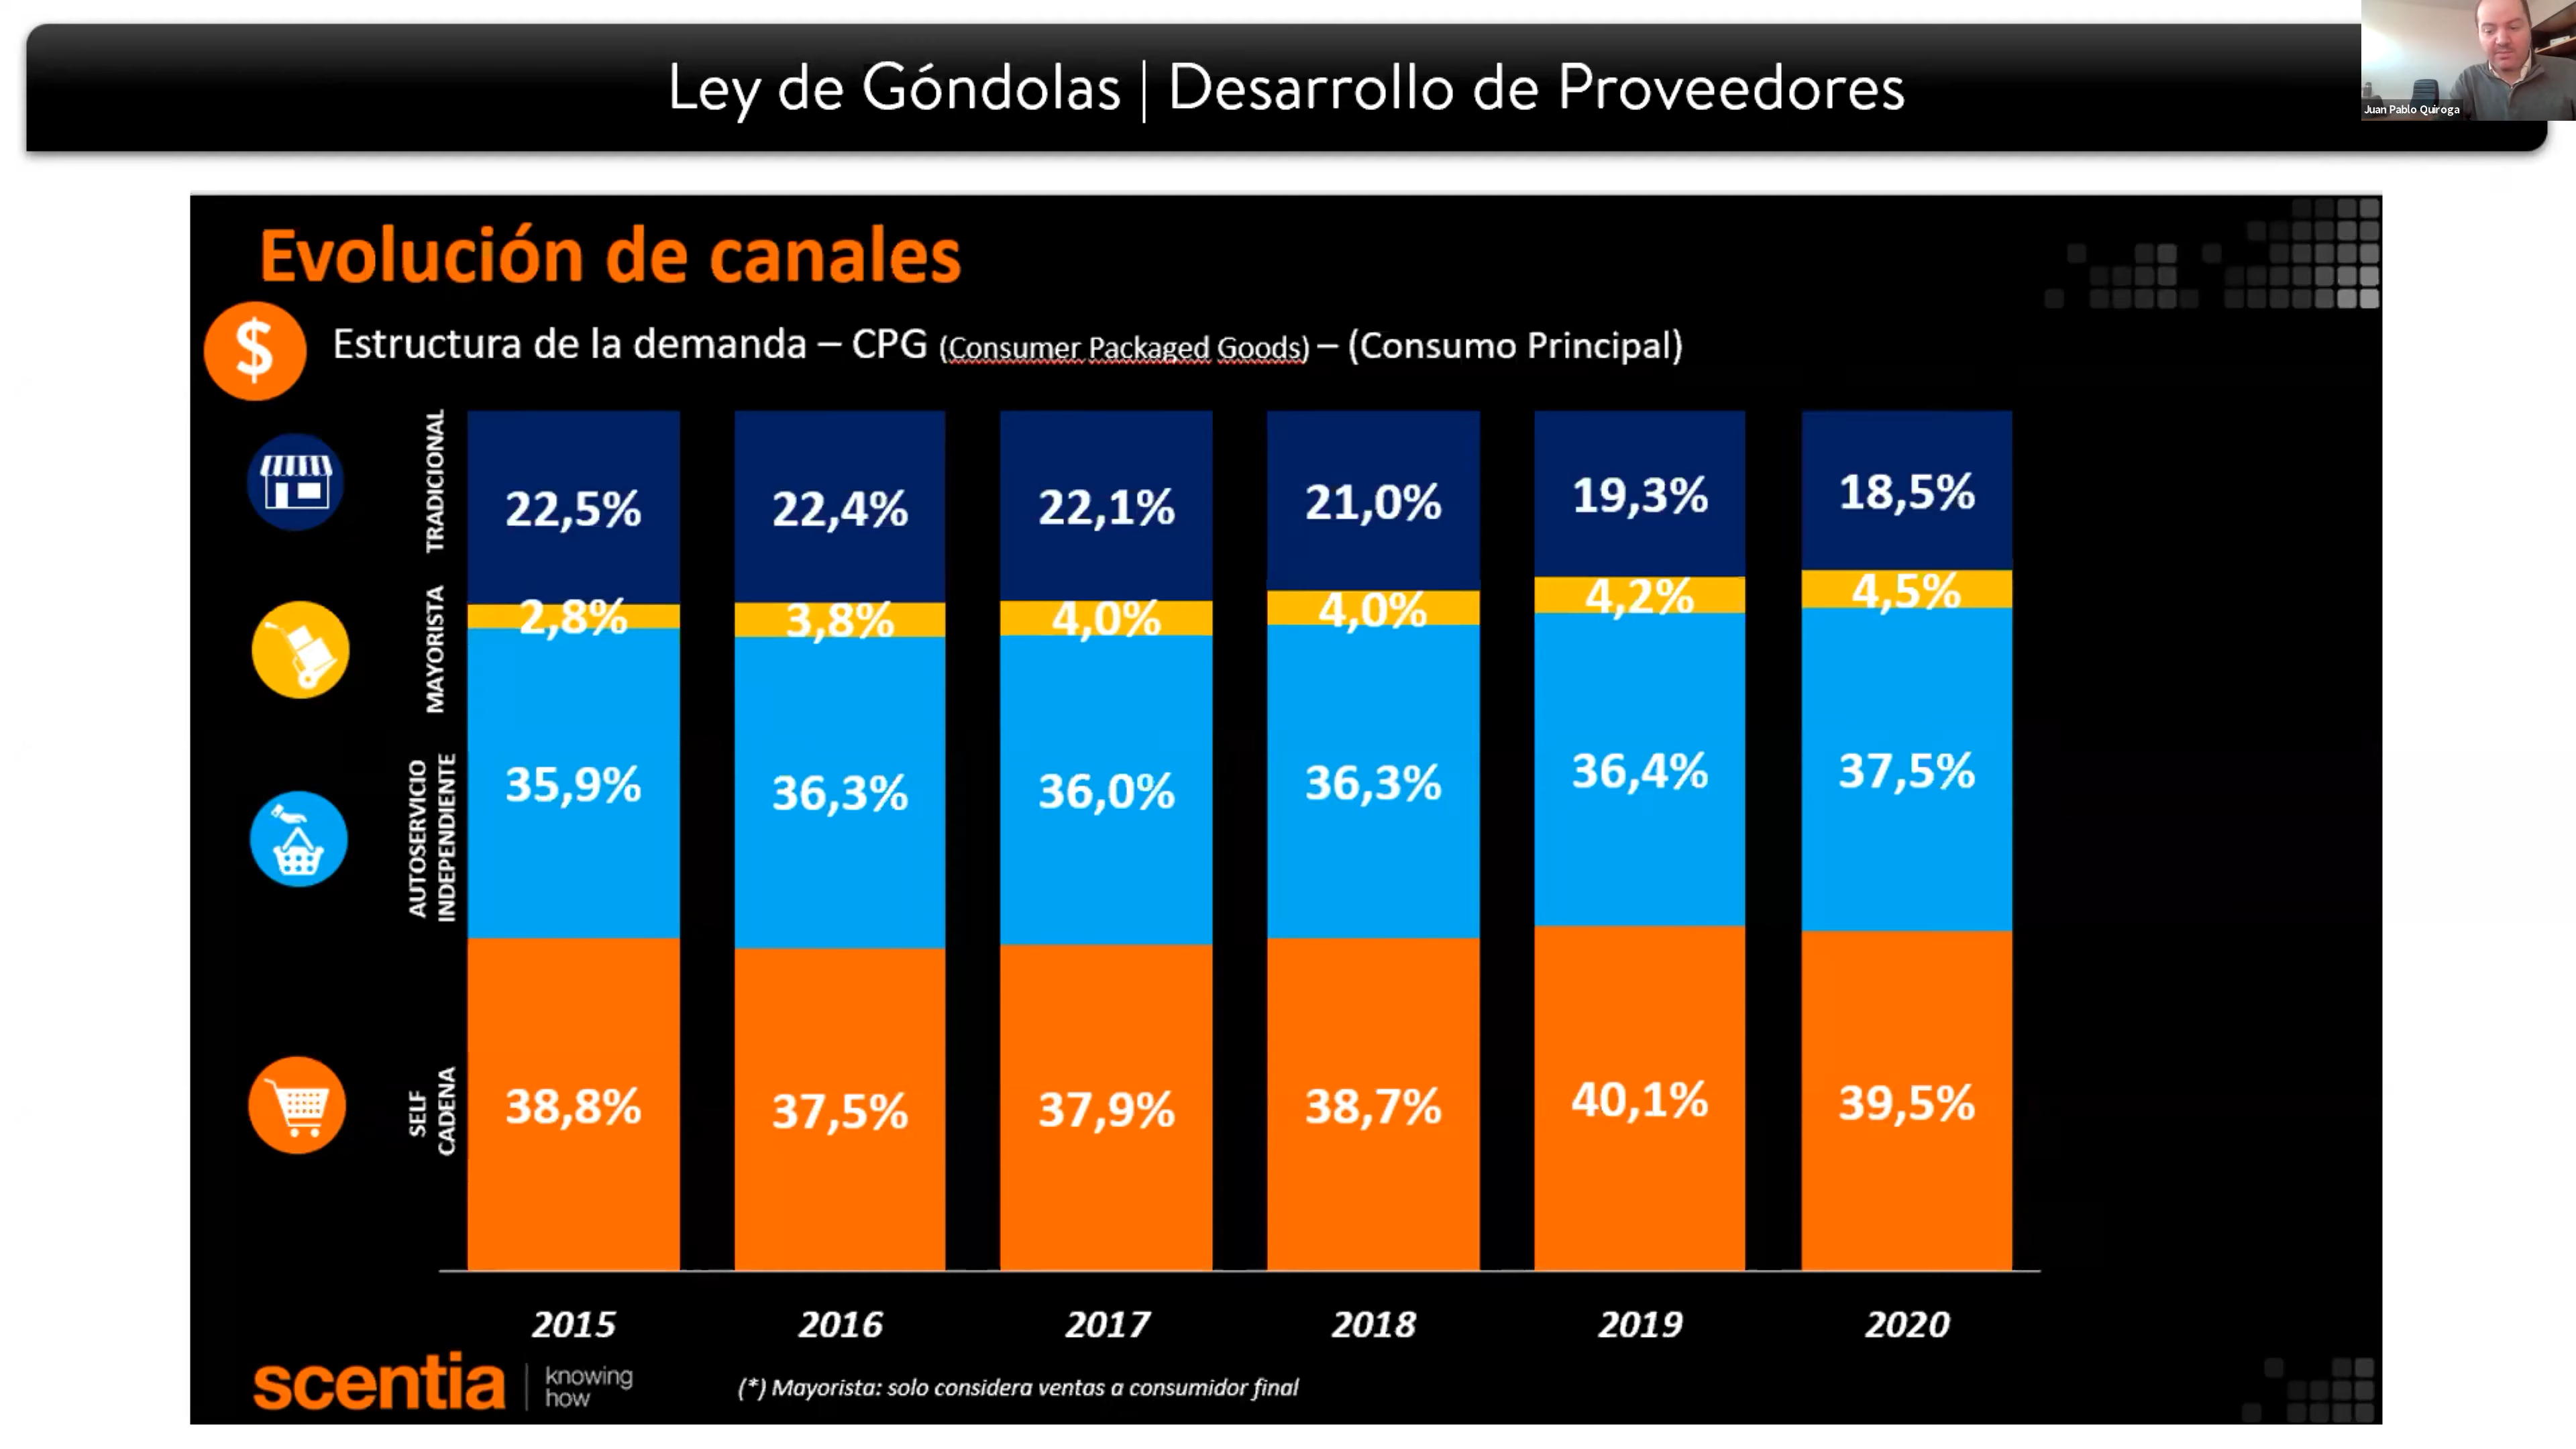 Ley de Góndolas | Desarrollo de Proveedores
Juan Pablo Quiroga
Evolución de canales
$
Estructura de la demanda – CPG (Consumer Packaged Goods) – (Consumo Principal)
TRADICIONAL
22,5% 22,4% 22,1% 21,0% 19,3% 18,5%
MAYORISTA
2,8% 3,8% 4,0% 4,0% 4,2% 4,5%
AUTOSERVICIO
INDEPENDIENTE
35,9% 36,3% 36,0% 36,3% 36,4% 37,5%
SELF
CADENA
38,8% 37,5% 37,9% 38,7% 40,1% 39,5%
2015 2016 2017 2018 2019 2020
scentia | knowing
how
(*) Mayorista: solo considera ventas a consumidor final